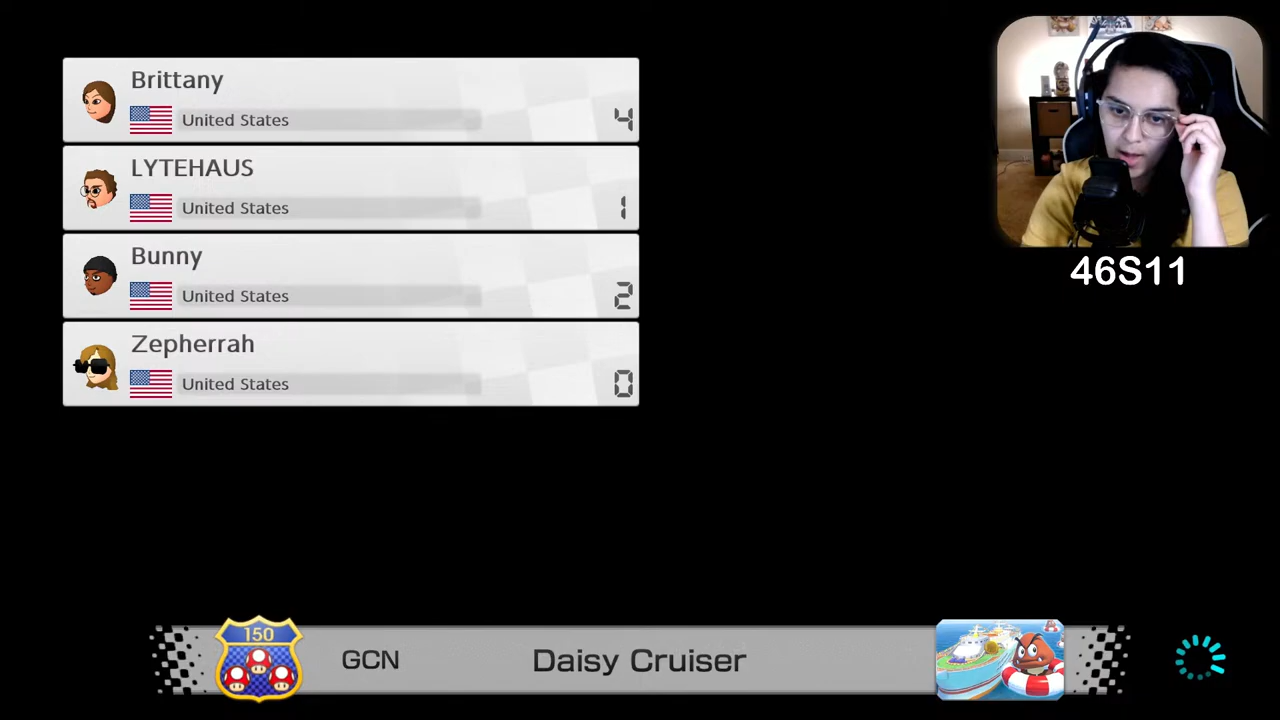 Brittany
United States
4
LYTEHAUS
United States
1
Bunny
United States
2
Zepherrah
United States
0
46S11
150
GCN
Daisy Cruiser